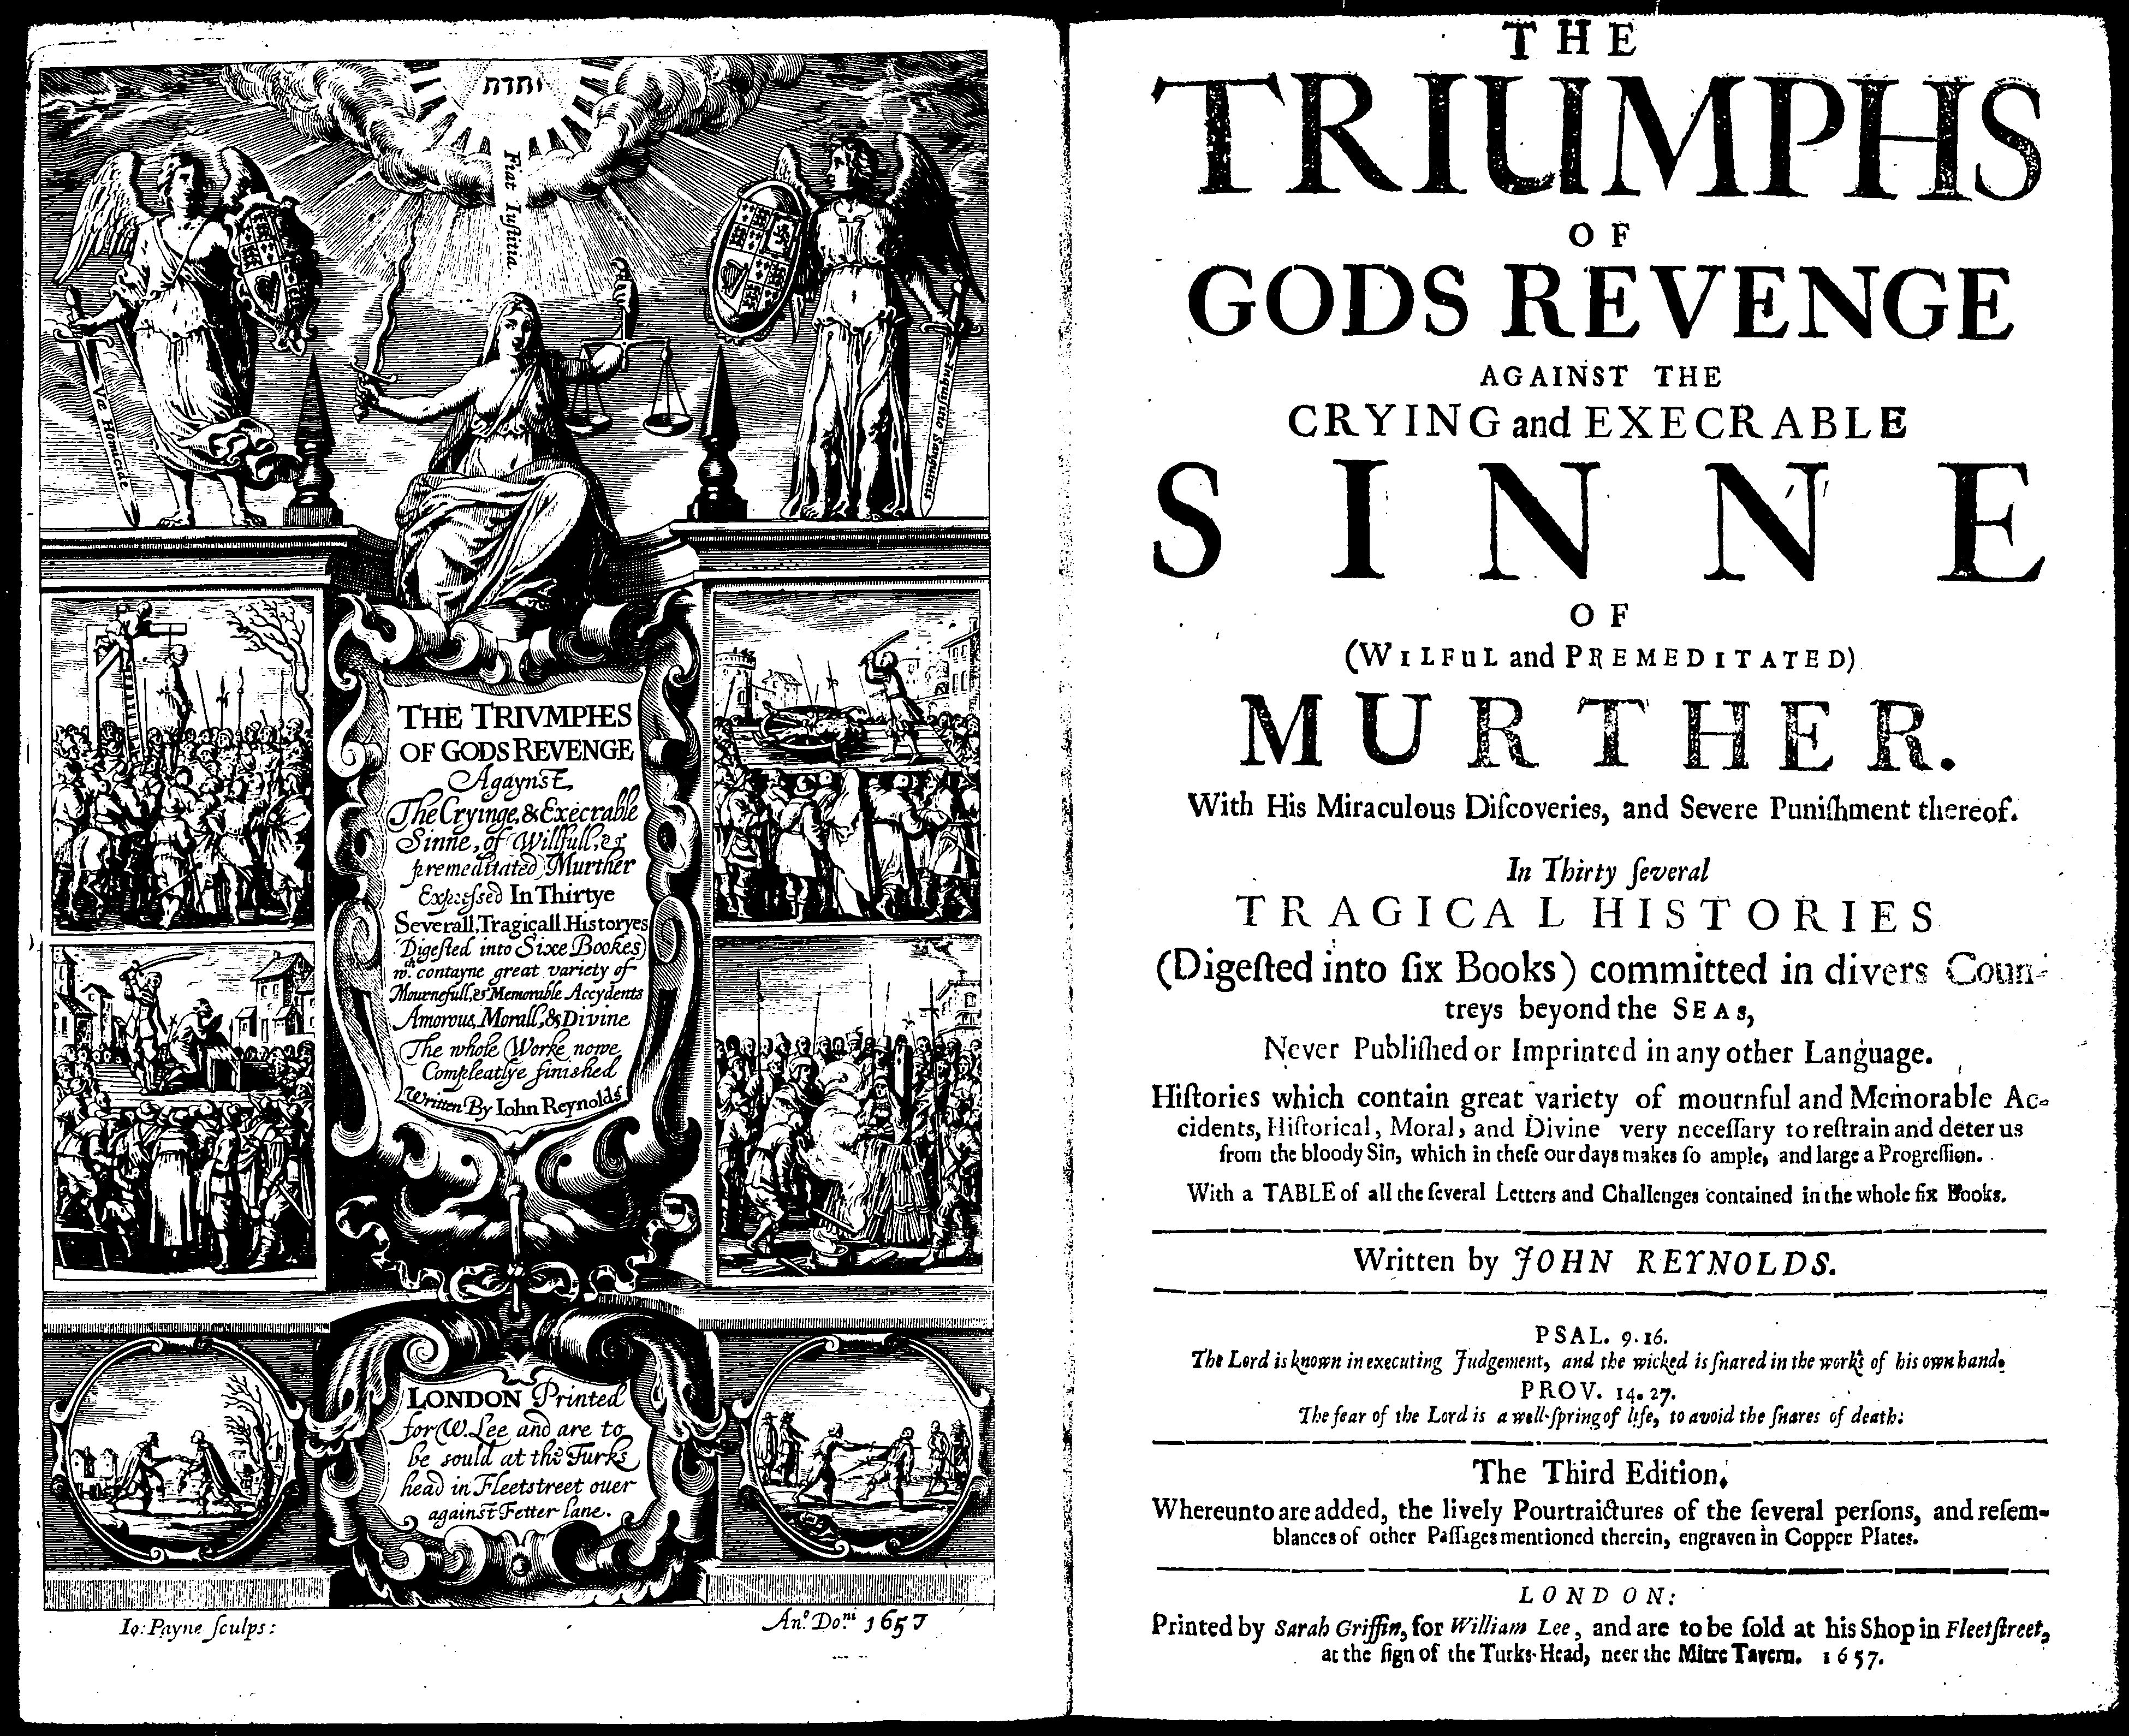 יהוה
Fiat Iuſtitia.
Væ Homicidæ
Inquiſitio Sanguinis
THE TRIVMPHES
OF GODS REVENGE
Agaynst
The Cryinge, & Execrable
Sinne, of (Willfull, &
premeditated) Murther
Expreſsed In Thirtye
Severall, Tragicall Historyes
(Digeſted into Sixe Bookes)
wth. contayne great variety of
Mournefull, & Memorable Accydents
Amorous, Morall, & Divine
The whole Worke nowe
Compleatlye finished
Written By Iohn Reynolds
LONDON Printed
for W. Lee and are to
be sould at the Turks
head in Fleetstreet ouer
against Fetter lane.
Io: Payne ſculps:
Ano. Doni. 1657
THE
TRIUMPHS
OF
GODS REVENGE
AGAINST THE
CRYING and EXECRABLE
SINNE
OF
(WILFUL and PREMEDITATED)
MURTHER.
With His Miraculous Diſcoveries, and Severe Puniſhment thereof.
In Thirty ſeveral
TRAGICAL HISTORIES
(Digeſted into ſix Books) committed in divers Coun-
treys beyond the SEAS,
Never Publiſhed or Imprinted in any other Language.
Hiſtories which contain great variety of mournful and Memorable Ac-
cidents, Hiſtorical, Moral, and Divine very neceſſary to reſtrain and deter us
from the bloody Sin, which in theſe our days makes ſo ample, and large a Progreſſion.
With a TABLE of all the ſeveral Letters and Challenges contained in the whole ſix Books.
Written by JOHN REYNOLDS.
PSAL. 9. 16.
The Lord is known in executing Judgement, and the wicked is ſnared in the works of his own hand.
PROV. 14. 27.
The fear of the Lord is a well-ſpring of life, to avoid the ſnares of death:
The Third Edition,
Whereunto are added, the lively Pourtraictures of the ſeveral perſons, and reſem-
blances of other Paſſages mentioned therein, engraven in Copper Plates.
LONDON:
Printed by Sarah Griffin, for William Lee, and are to be ſold at his Shop in Fleetſtreet,
at the ſign of the Turks-Head, neer the Mitre Tavern. 1657.